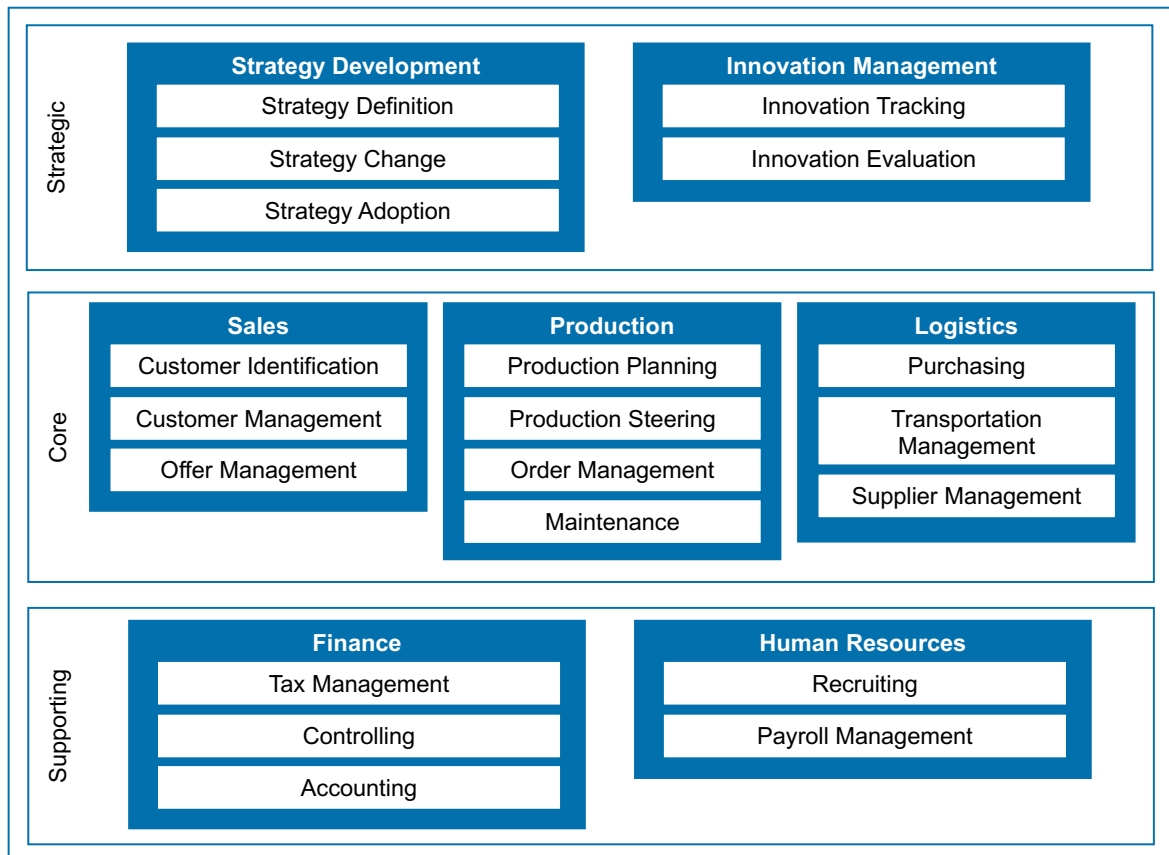 Strategic
Strategy Development
Strategy Definition
Strategy Change
Strategy Adoption
Innovation Management
Innovation Tracking
Innovation Evaluation
Core
Sales
Customer Identification
Customer Management
Offer Management
Production
Production Planning
Production Steering
Order Management
Maintenance
Logistics
Purchasing
Transportation
Management
Supplier Management
Supporting
Finance
Tax Management
Controlling
Accounting
Human Resources
Recruiting
Payroll Management